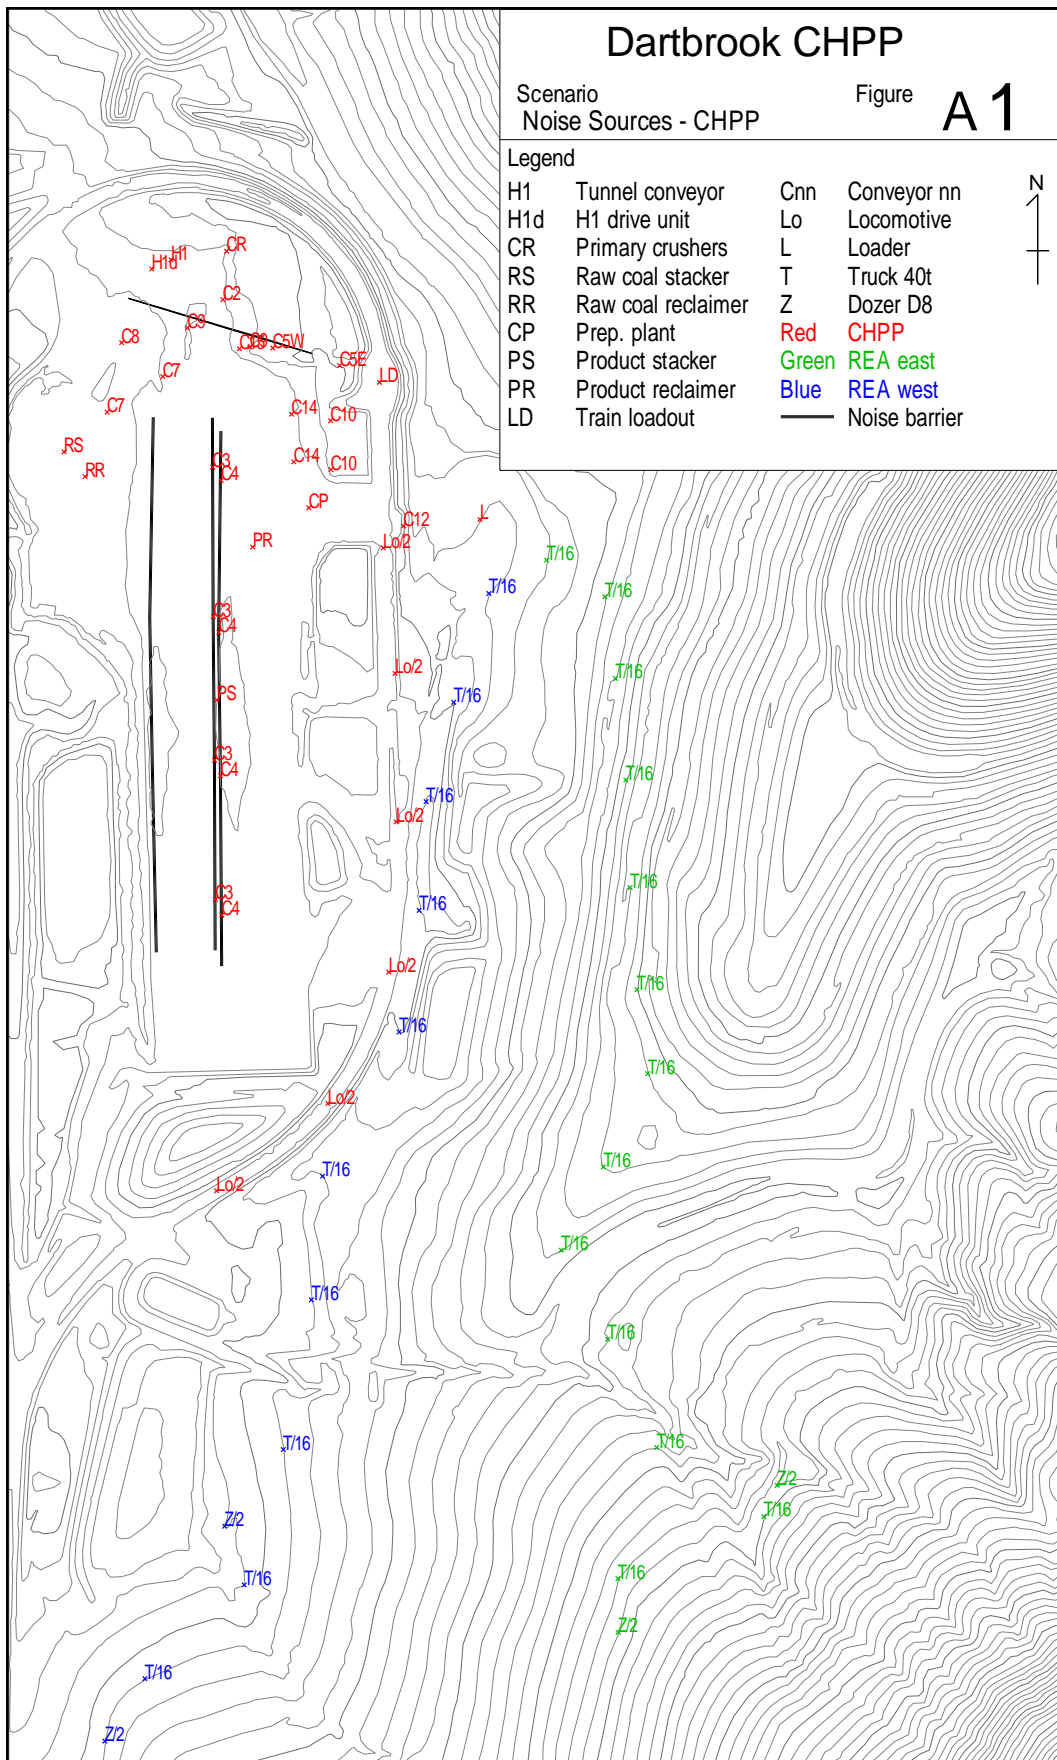 Dartbrook CHPP
Scenario
Figure
A 1
Noise Sources - CHPP
Legend
H1 Tunnel conveyor Cnn Conveyor nn
H1d H1 drive unit Lo Locomotive
CR Primary crushers L Loader
RS Raw coal stacker T Truck 40t
RR Raw coal reclaimer Z Dozer D8
CP Prep. plant Red CHPP
PS Product stacker Green REA east
PR Product reclaimer Blue REA west
LD Train loadout Noise barrier
N
CR
H1
H1d
C2
C9
C8
C5W
C5E
C7
LD
C7
C14
C10
RS
C14
C10
C3
RR
C4
CP
L
C12
PR
Lo/2
T/16
T/16
T/16
C3
C4
Lo/2
T/16
PS
T/16
C3
C4
T/16
T/16
Lo/2
T/16
C3
C4
T/16
Lo/2
T/16
T/16
T/16
Lo/2
T/16
T/16
Lo/2
T/16
T/16
T/16
T/16
T/16
Z/2
T/16
Z/2
T/16
T/16
Z/2
T/16
Z/2